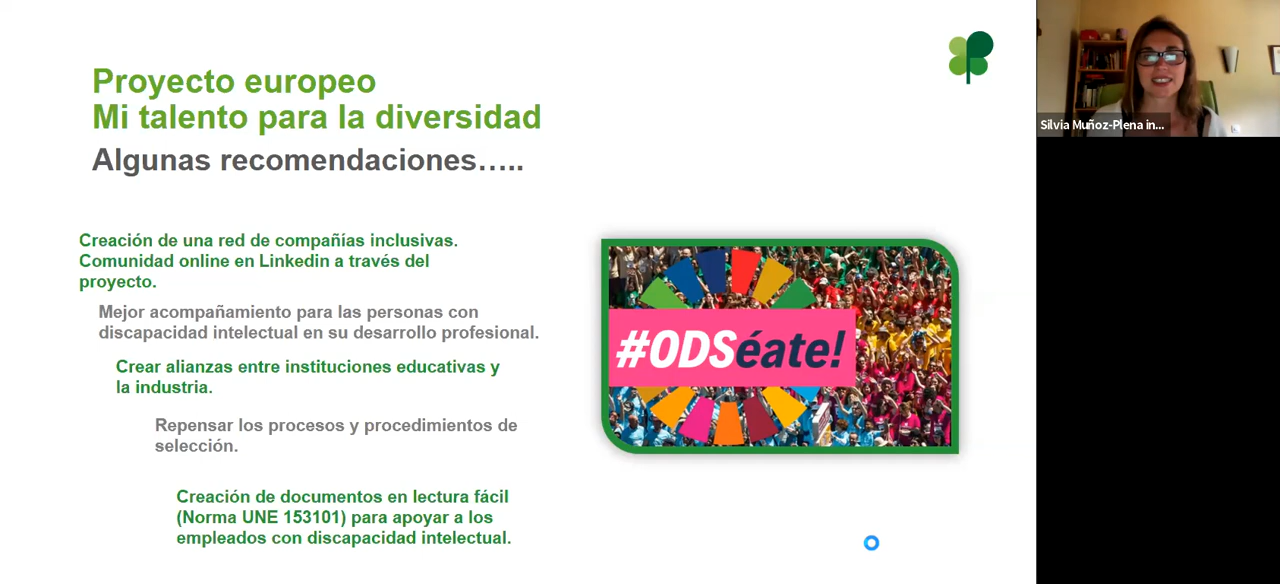 Proyecto europeo
Mi talento para la diversidad
Algunas recomendaciones…..
Creación de una red de compañías inclusivas.
Comunidad online en Linkedin a través del
proyecto.
Mejor acompañamiento para las personas con
discapacidad intelectual en su desarrollo profesional.
Crear alianzas entre instituciones educativas y
la industria.
Repensar los procesos y procedimientos de
selección.
Creación de documentos en lectura fácil
(Norma UNE 153101) para apoyar a los
empleados con discapacidad intelectual.
#ODSéate!
Silvia Muñoz-Plena in...